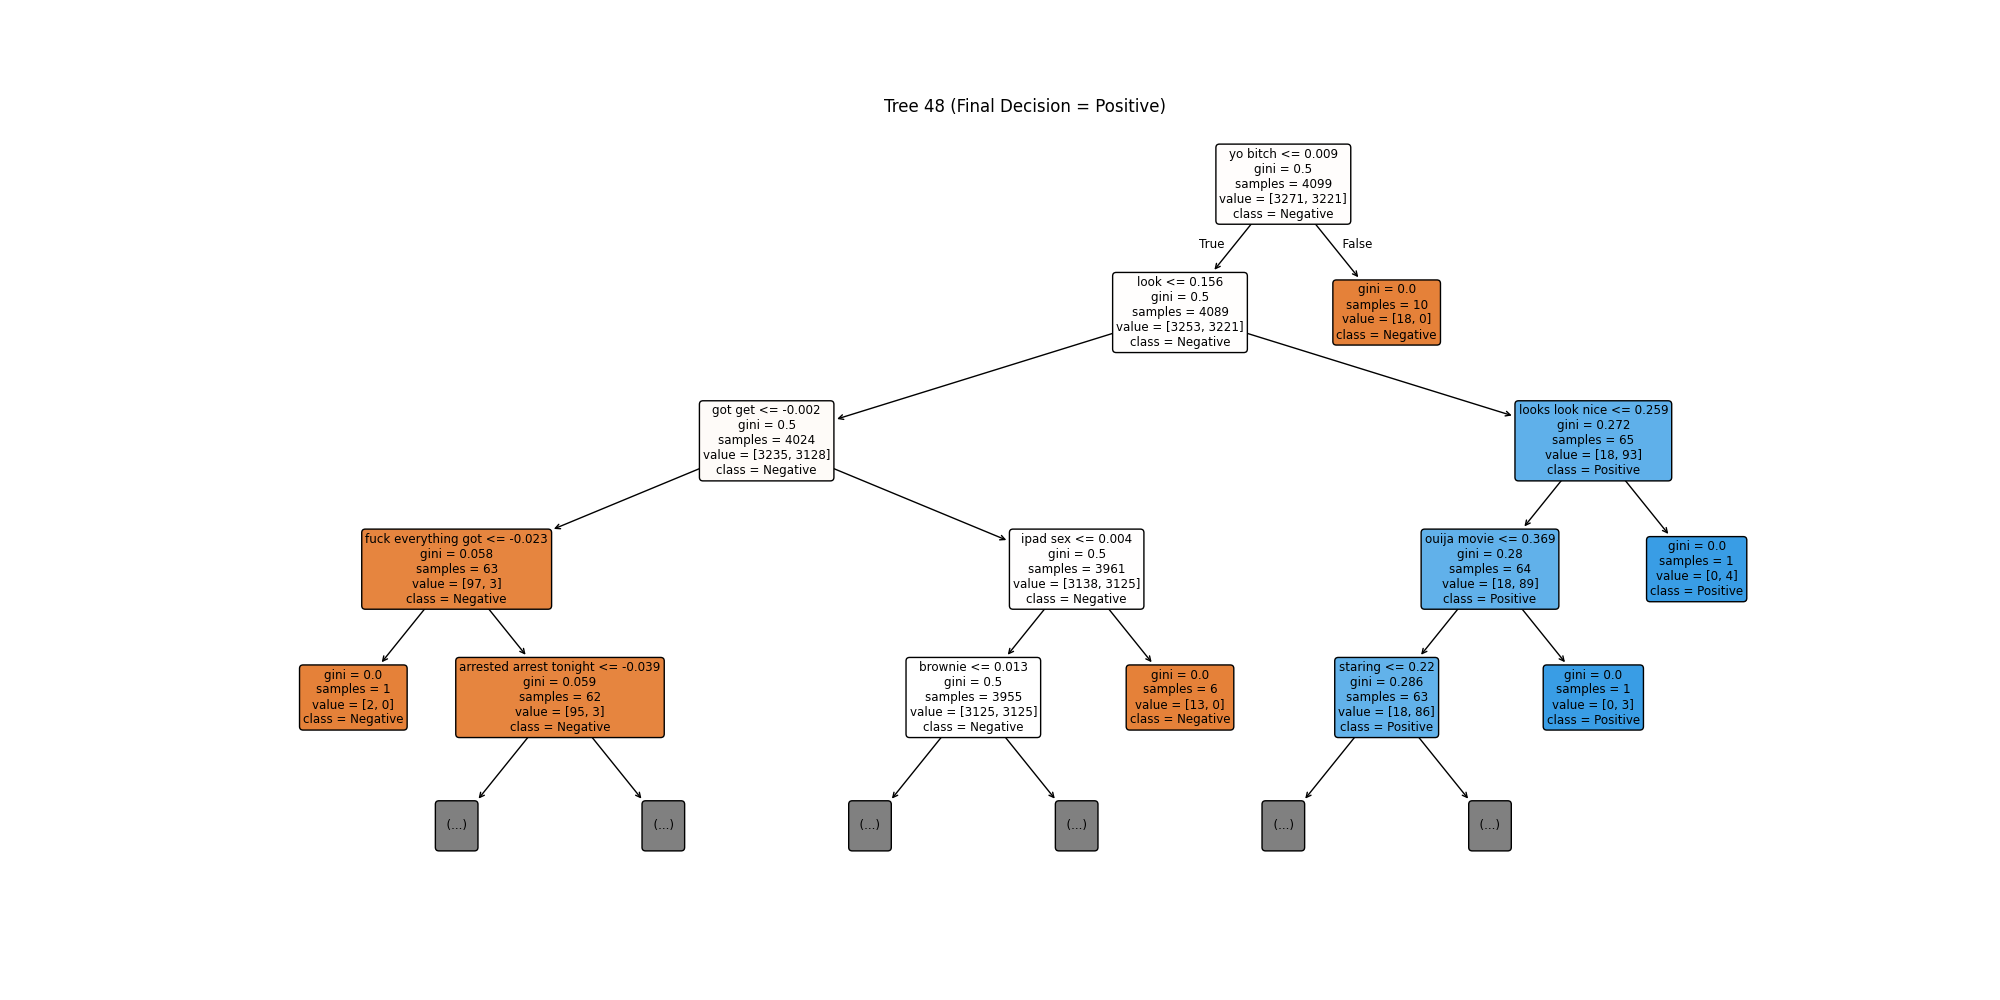 Tree 48 (Final Decision = Positive)
yo bitch <= 0.009
gini = 0.5
samples = 4099
value = [3271, 3221]
class = Negative
True
False
look <= 0.156
gini = 0.5
samples = 4089
value = [3253, 3221]
class = Negative
gini = 0.0
samples = 10
value = [18, 0]
class = Negative
got get <= -0.002
gini = 0.5
samples = 4024
value = [3235, 3128]
class = Negative
looks look nice <= 0.259
gini = 0.272
samples = 65
value = [18, 93]
class = Positive
fuck everything got <= -0.023
gini = 0.058
samples = 63
value = [97, 3]
class = Negative
ipad sex <= 0.004
gini = 0.5
samples = 3961
value = [3138, 3125]
class = Negative
ouija movie <= 0.369
gini = 0.28
samples = 64
value = [18, 89]
class = Positive
gini = 0.0
samples = 1
value = [0, 4]
class = Positive
gini = 0.0
samples = 1
value = [2, 0]
class = Negative
arrested arrest tonight <= -0.039
gini = 0.059
samples = 62
value = [95, 3]
class = Negative
brownie <= 0.013
gini = 0.5
samples = 3955
value = [3125, 3125]
class = Negative
gini = 0.0
samples = 6
value = [13, 0]
class = Negative
staring <= 0.22
gini = 0.286
samples = 63
value = [18, 86]
class = Positive
gini = 0.0
samples = 1
value = [0, 3]
class = Positive
(...)
(...)
(...)
(...)
(...)
(...)